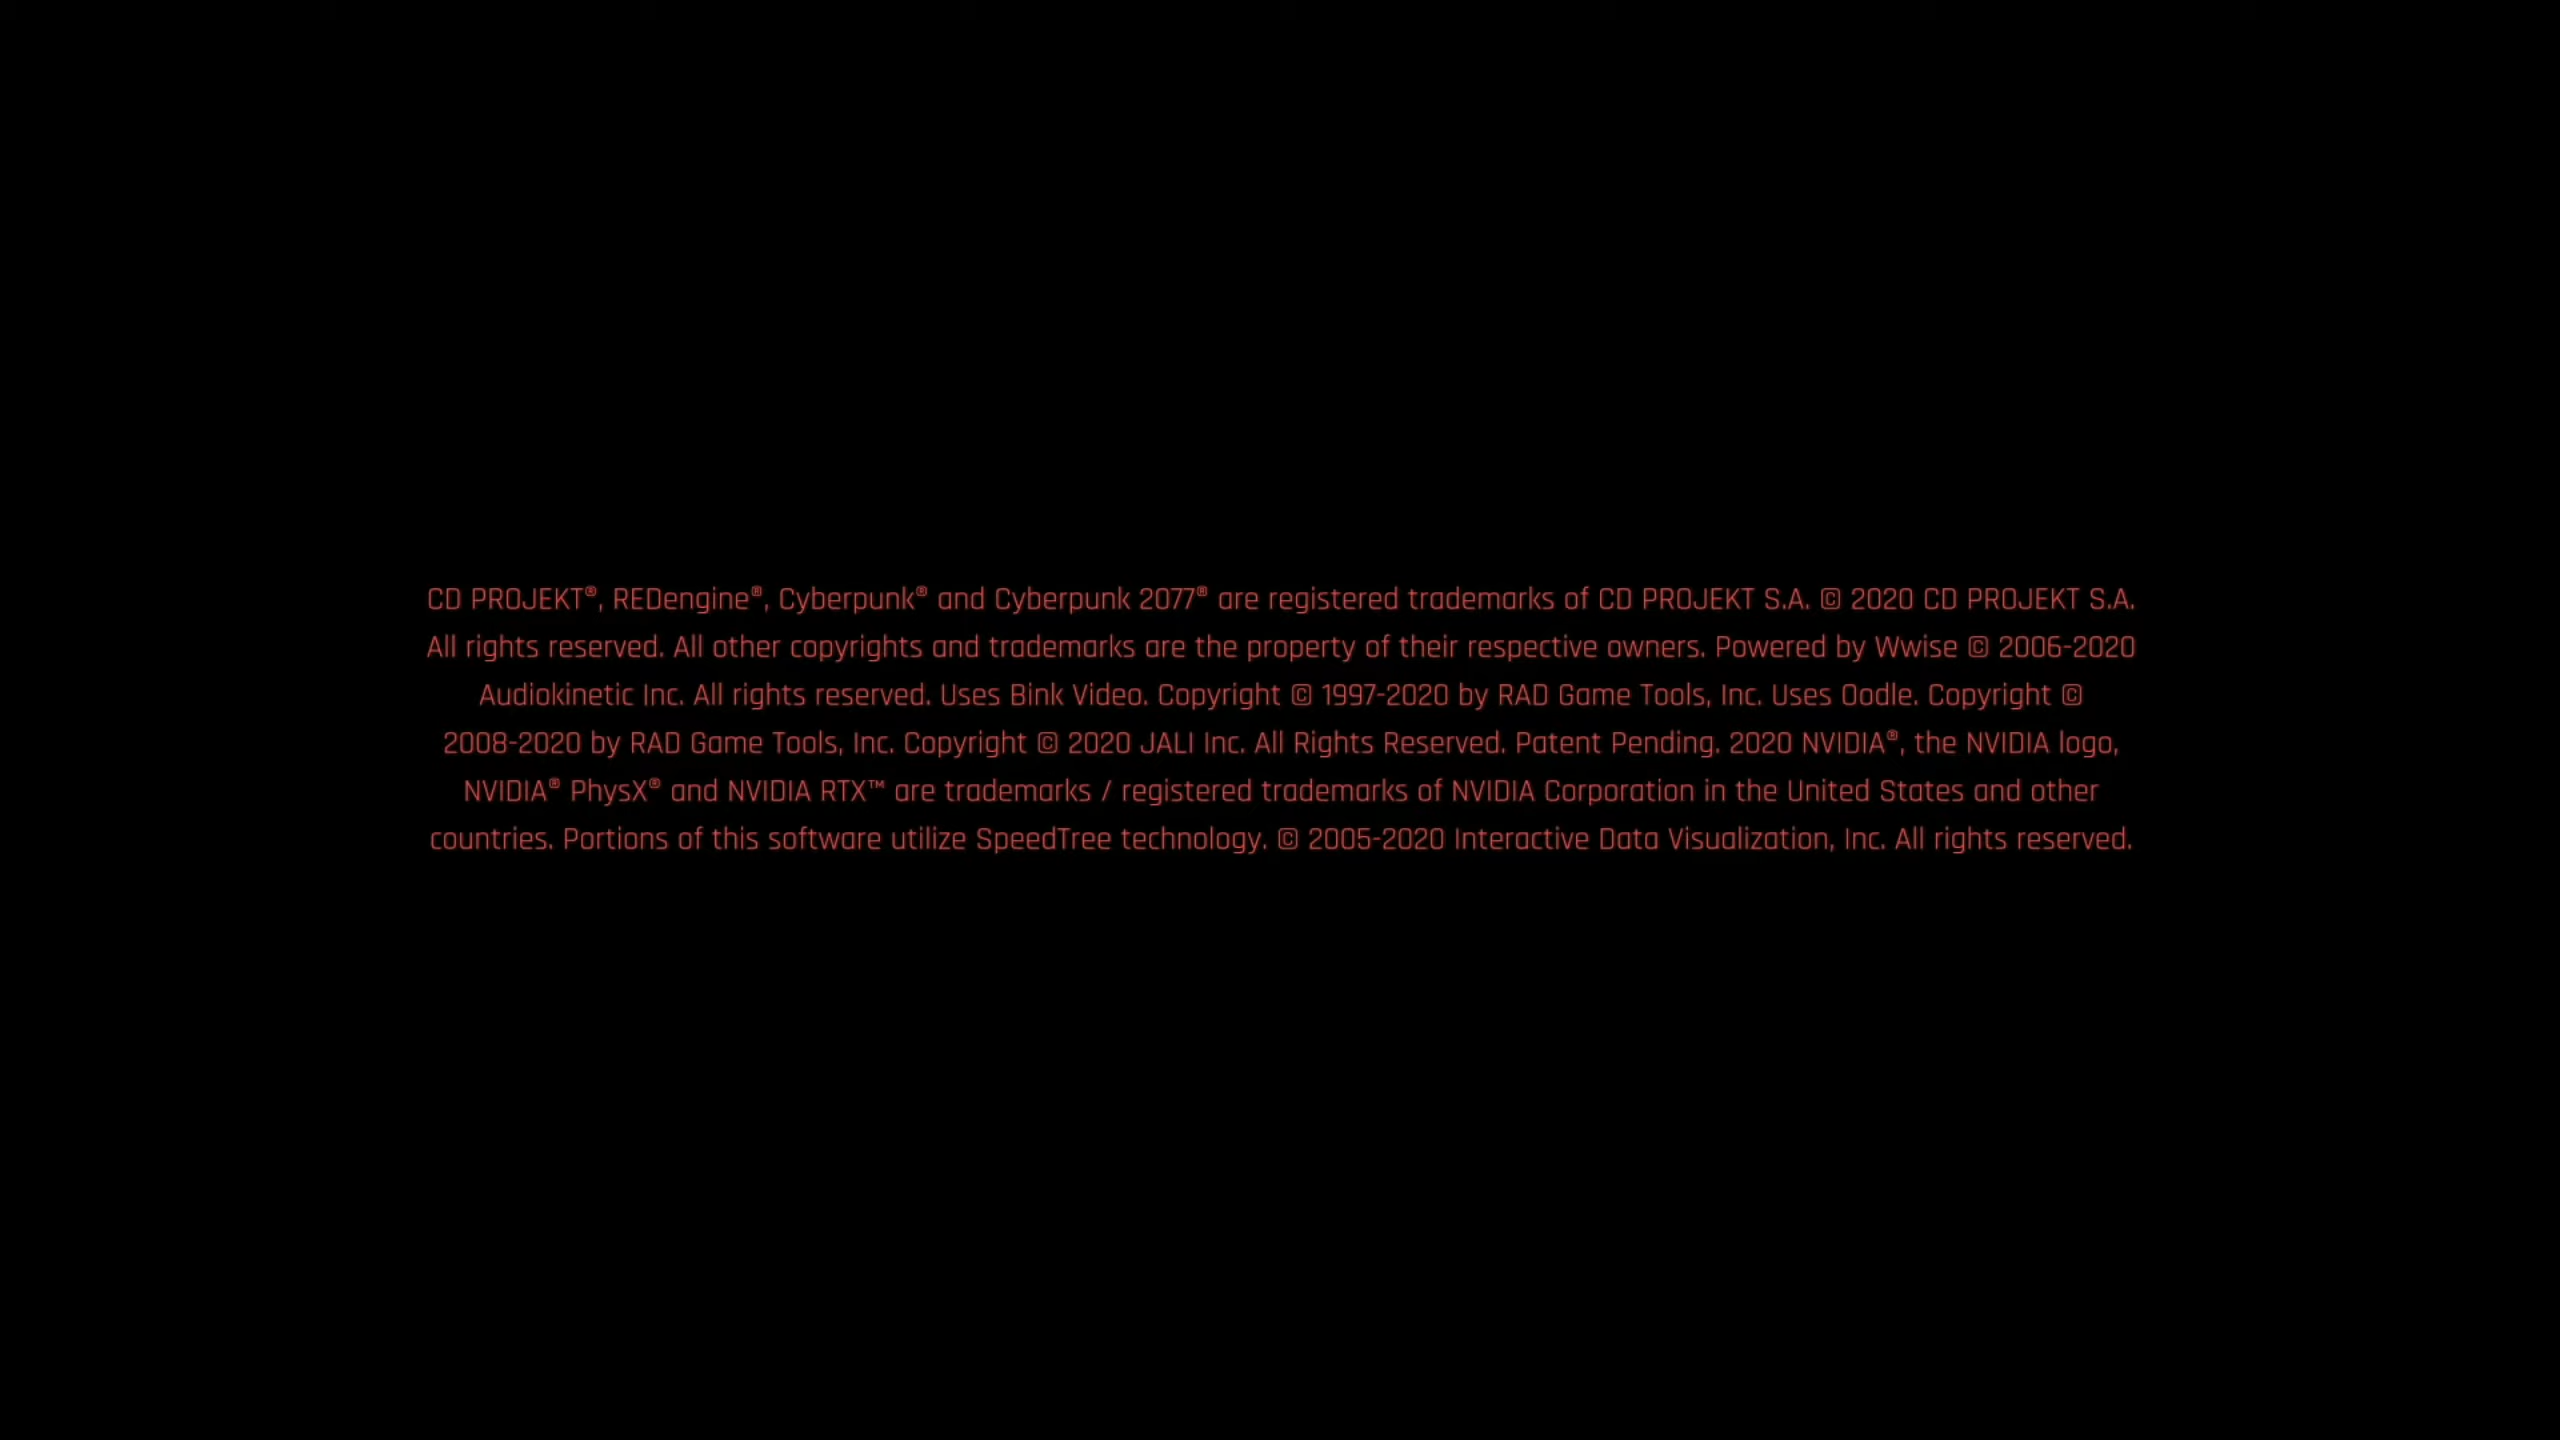 CD PROJEKT®, REDengine®, Cyberpunk® and Cyberpunk 2077® are registered trademarks of CD PROJEKT S.A. © 2020 CD PROJEKT S.A.
All rights reserved. All other copyrights and trademarks are the property of their respective owners. Powered by Wwise © 2006-2020
Audiokinetic Inc. All rights reserved. Uses Bink Video. Copyright © 1997-2020 by RAD Game Tools, Inc. Uses Oodle. Copyright ©
2008-2020 by RAD Game Tools, Inc. Copyright © 2020 JALI Inc. All Rights Reserved. Patent Pending. 2020 NVIDIA®, the NVIDIA logo,
NVIDIA® PhysX® and NVIDIA RTX™ are trademarks / registered trademarks of NVIDIA Corporation in the United States and other
countries. Portions of this software utilize SpeedTree technology. © 2005-2020 Interactive Data Visualization, Inc. All rights reserved.